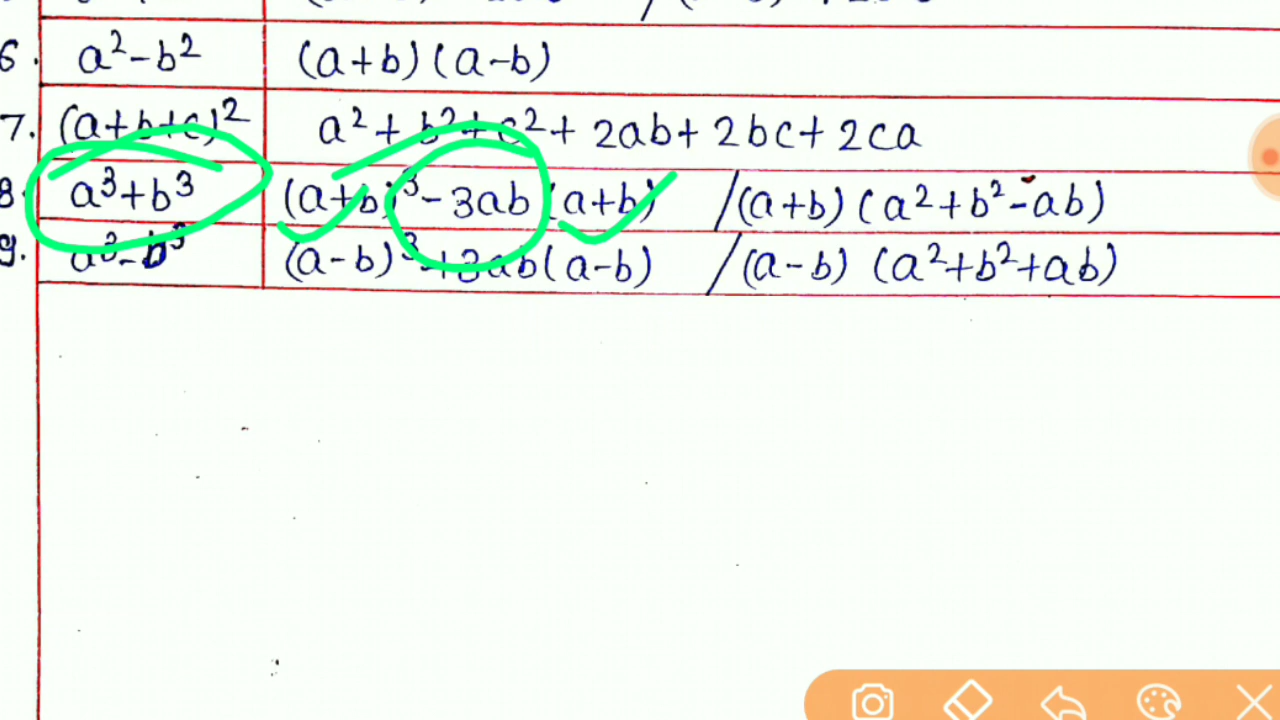 6. a²-b² (a+b)(a-b)
7. (a+b+c)² a²+b²+c²+2ab+2bc+2ca
8. a³+b³ (a+b)³-3ab(a+b) /(a+b)(a²+b²-ab)
9. a³-b³ (a-b)³+3ab(a-b) /(a-b)(a²+b²+ab)